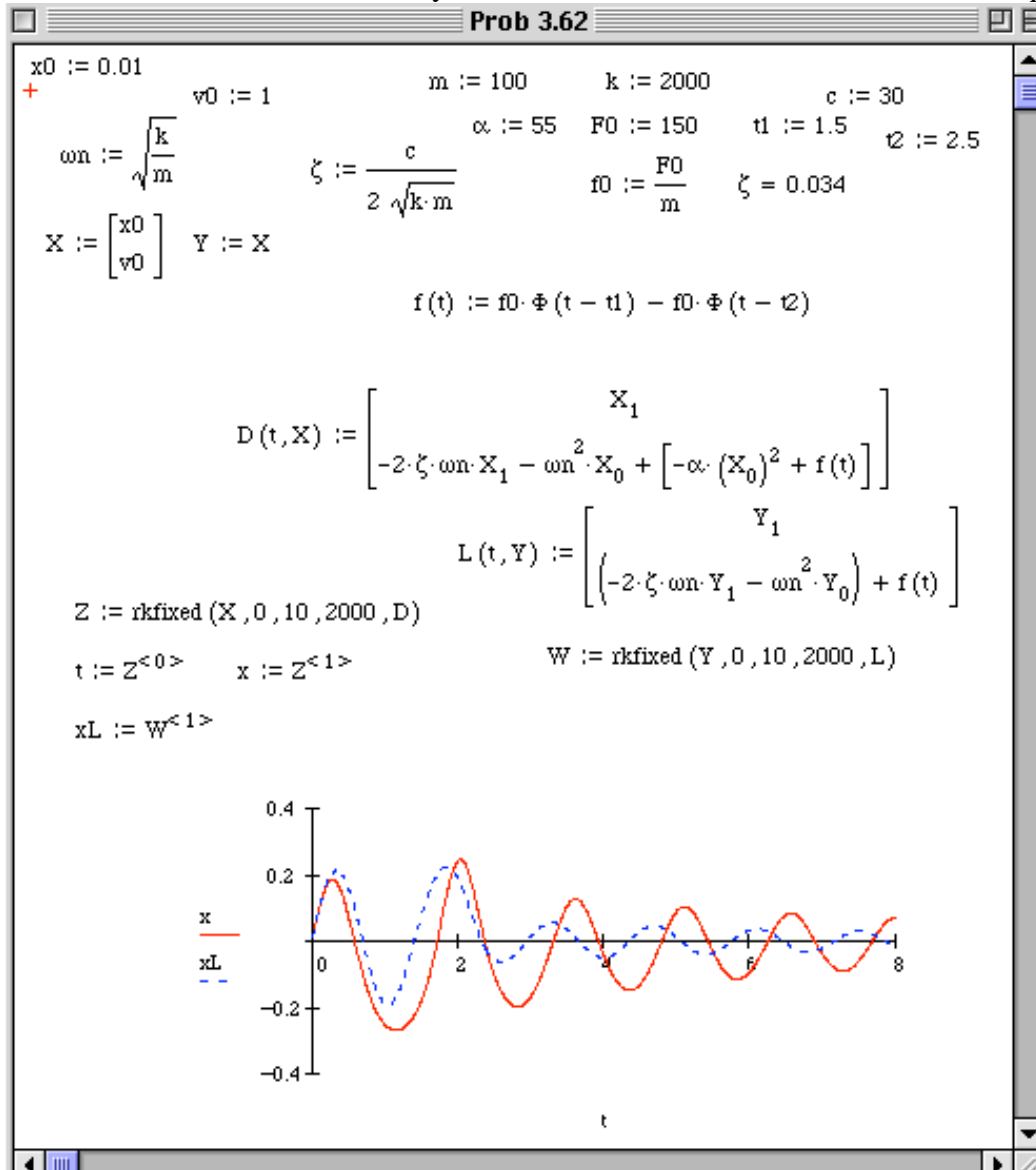 Prob 3.62
x0 := 0.01
v0 := 1
m := 100 k := 2000 c := 30
α := 55 F0 := 150 t1 := 1.5 t2 := 2.5
ωn := √(k/m) ζ := c/(2 √(k·m)) f0 := F0/m ζ = 0.034
X := [x0 v0] Y := X
f(t) := f0·Φ(t − t1) − f0·Φ(t − t2)
D(t,X) := [X₁
−2·ζ·ωn·X₁ − ωn²·X₀ + [−α·(X₀)² + f(t)]]
L(t,Y) := [Y₁
(−2·ζ·ωn·Y₁ − ωn²·Y₀) + f(t)]
Z := rkfixed(X,0,10,2000,D)
W := rkfixed(Y,0,10,2000,L)
t := Z^<0> x := Z^<1>
xL := W^<1>
0.4
0.2
x
xL
0 2 4 6 8
−0.2
−0.4
t